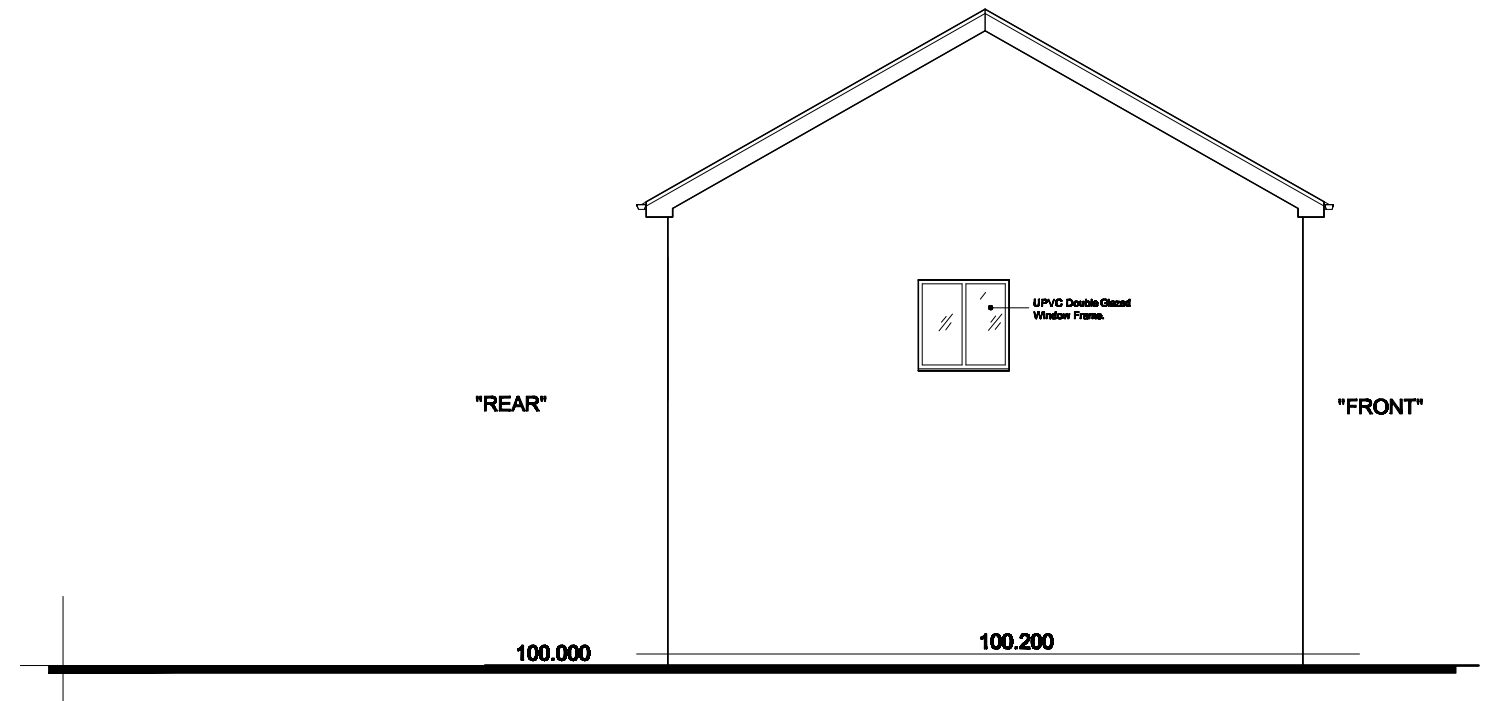 UPVC Double Glazed
Window Frame.
"REAR"
"FRONT"
100.200
100.000